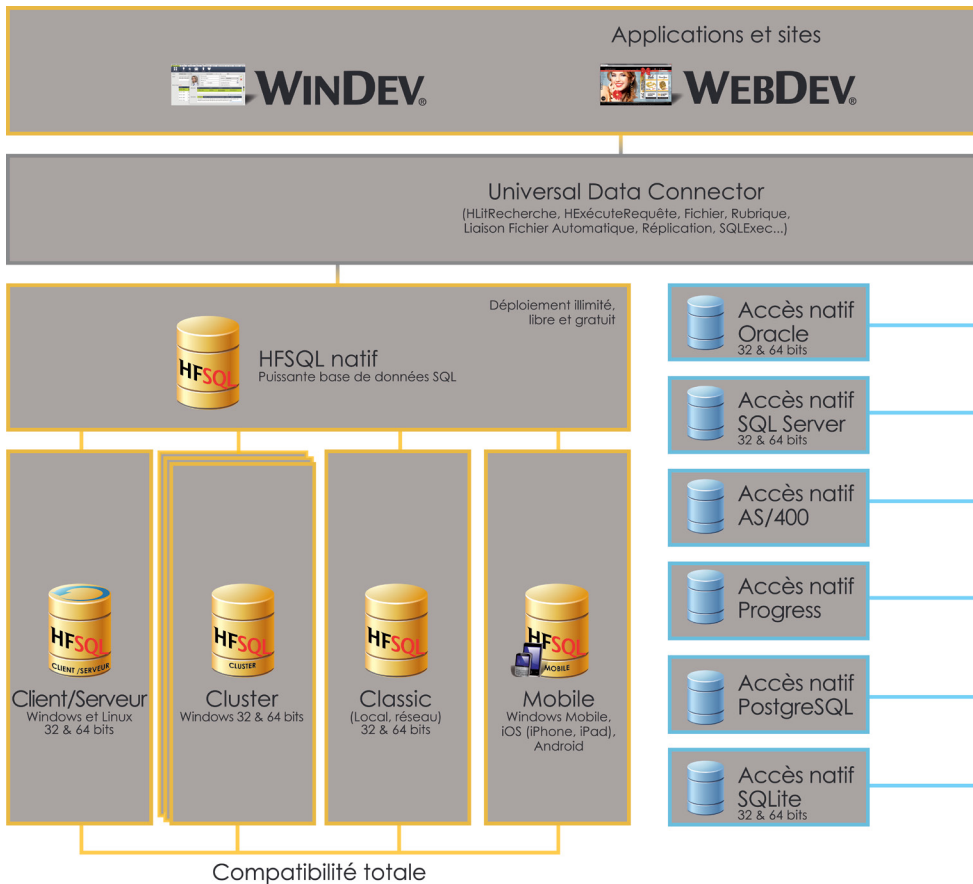 Applications et sites
WINDEV®
WEBDEV®
Universal Data Connector
(HLitRecherche, HExécuteRequête, Fichier, Rubrique,
Liaison Fichier Automatique, Réplication, SQLExec...)
Déploiement illimité,
libre et gratuit
HFSQL
HFSQL natif
Puissante base de données SQL
HFSQL
CLIENT/SERVEUR
Client/Serveur
Windows et Linux
32 & 64 bits
HFSQL
CLUSTER
Cluster
Windows 32 & 64 bits
HFSQL
Classic
(Local, réseau)
32 & 64 bits
HFSQL
MOBILE
Mobile
Windows Mobile,
iOS (iPhone, iPad),
Android
Compatibilité totale
Accès natif
Oracle
32 & 64 bits
Accès natif
SQL Server
32 & 64 bits
Accès natif
AS/400
Accès natif
Progress
Accès natif
PostgreSQL
Accès natif
SQLite
32 & 64 bits